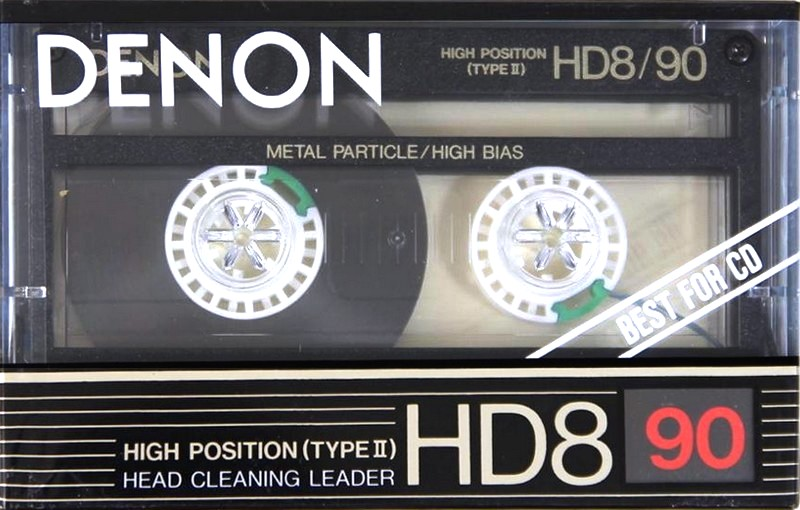 DENON
DENON
HIGH POSITION
(TYPE II)
HD8/90
METAL PARTICLE/HIGH BIAS
BEST FOR CD
HIGH POSITION (TYPE II)
HEAD CLEANING LEADER
HD8
90